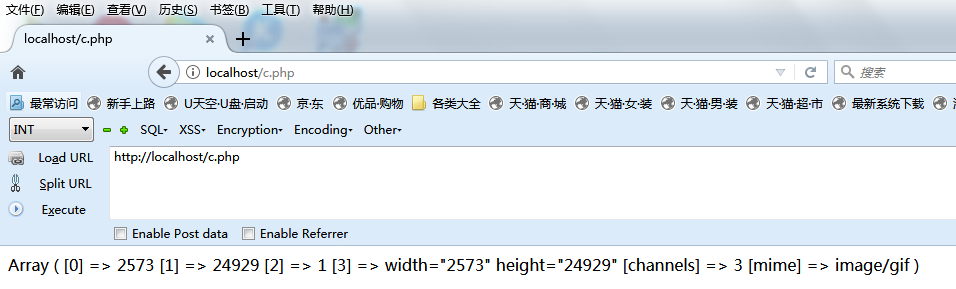 文件(F) 编辑(E) 查看(V) 历史(S) 书签(B) 工具(T) 帮助(H)
localhost/c.php
localhost/c.php 搜索
最常访问 新手上路 U天空·U盘·启动 京·东 优品·购物 各类大全 天·猫·商·城 天·猫·女·装 天·猫·男·装 天·猫·超·市 最新系统下载
INT SQL XSS Encryption Encoding Other
Load URL http://localhost/c.php
Split URL
Execute
Enable Post data Enable Referrer
Array ( [0] => 2573 [1] => 24929 [2] => 1 [3] => width="2573" height="24929" [channels] => 3 [mime] => image/gif )